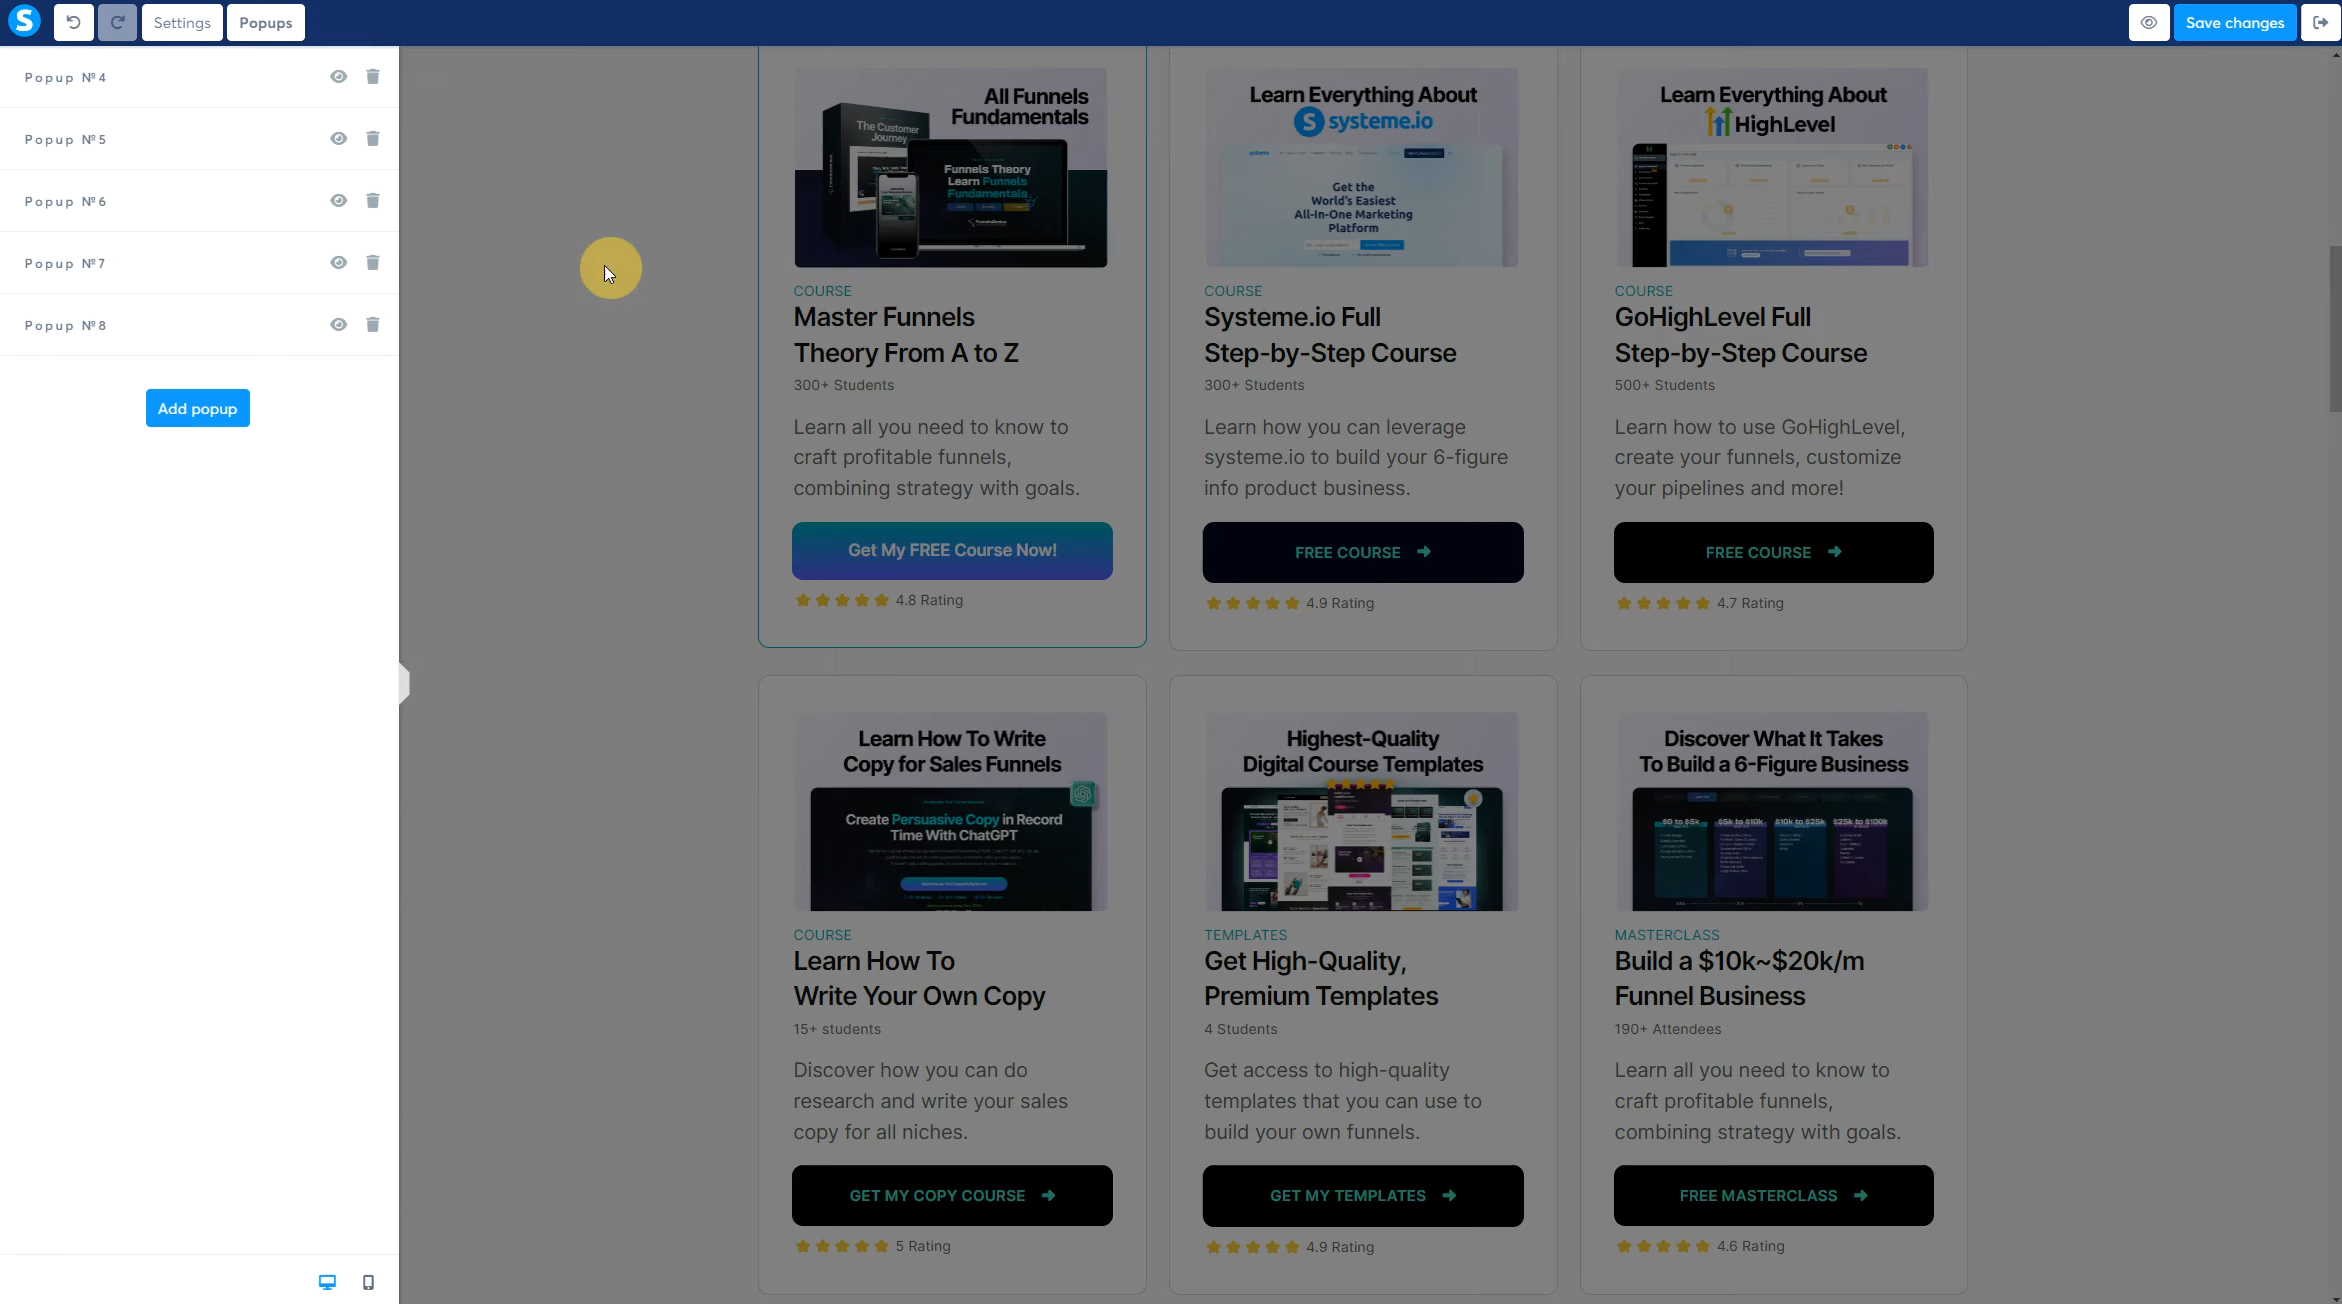 S
Settings
Popups
Save changes
Popup №4
Popup №5
Popup №6
Popup №7
Popup №8
Add popup
All Funnels
Fundamentals
The Customer
Journey
Funnels Theory
Learn Funnels
Fundamentals
COURSE
Master Funnels
Theory From A to Z
300+ Students
Learn all you need to know to
craft profitable funnels,
combining strategy with goals.
Get My FREE Course Now!
4.8 Rating
Learn Everything About
S systeme.io
Get the
World's Easiest
All-In-One Marketing
Platform
COURSE
Systeme.io Full
Step-by-Step Course
300+ Students
Learn how you can leverage
systeme.io to build your 6-figure
info product business.
FREE COURSE
4.9 Rating
Learn Everything About
HighLevel
COURSE
GoHighLevel Full
Step-by-Step Course
500+ Students
Learn how to use GoHighLevel,
create your funnels, customize
your pipelines and more!
FREE COURSE
4.7 Rating
Learn How To Write
Copy for Sales Funnels
Create Persuasive Copy in Record
Time With ChatGPT
COURSE
Learn How To
Write Your Own Copy
15+ students
Discover how you can do
research and write your sales
copy for all niches.
GET MY COPY COURSE
5 Rating
Highest-Quality
Digital Course Templates
TEMPLATES
Get High-Quality,
Premium Templates
4 Students
Get access to high-quality
templates that you can use to
build your own funnels.
GET MY TEMPLATES
4.9 Rating
Discover What It Takes
To Build a 6-Figure Business
$0 to $5k
$5k to $10k
$10k to $25k
$25k to $100k
MASTERCLASS
Build a $10k~$20k/m
Funnel Business
190+ Attendees
Learn all you need to know to
craft profitable funnels,
combining strategy with goals.
FREE MASTERCLASS
4.6 Rating